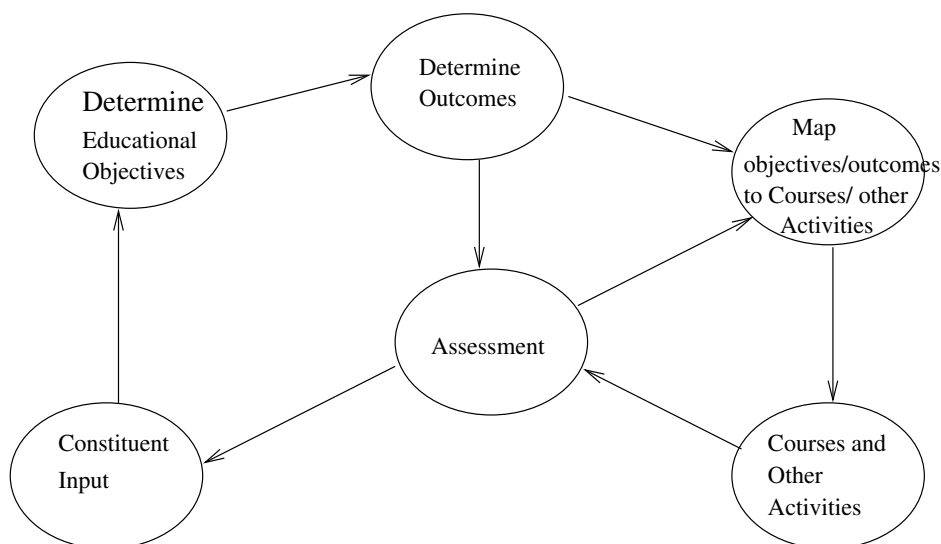 Determine
Educational
Objectives
Determine
Outcomes
Map
objectives/outcomes
to Courses/ other
Activities
Assessment
Constituent
Input
Courses and
Other
Activities